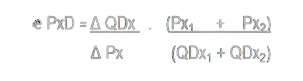 e PxD = Δ QDx . (Px1 + Px2)
Δ Px (QDx1 + QDx2)